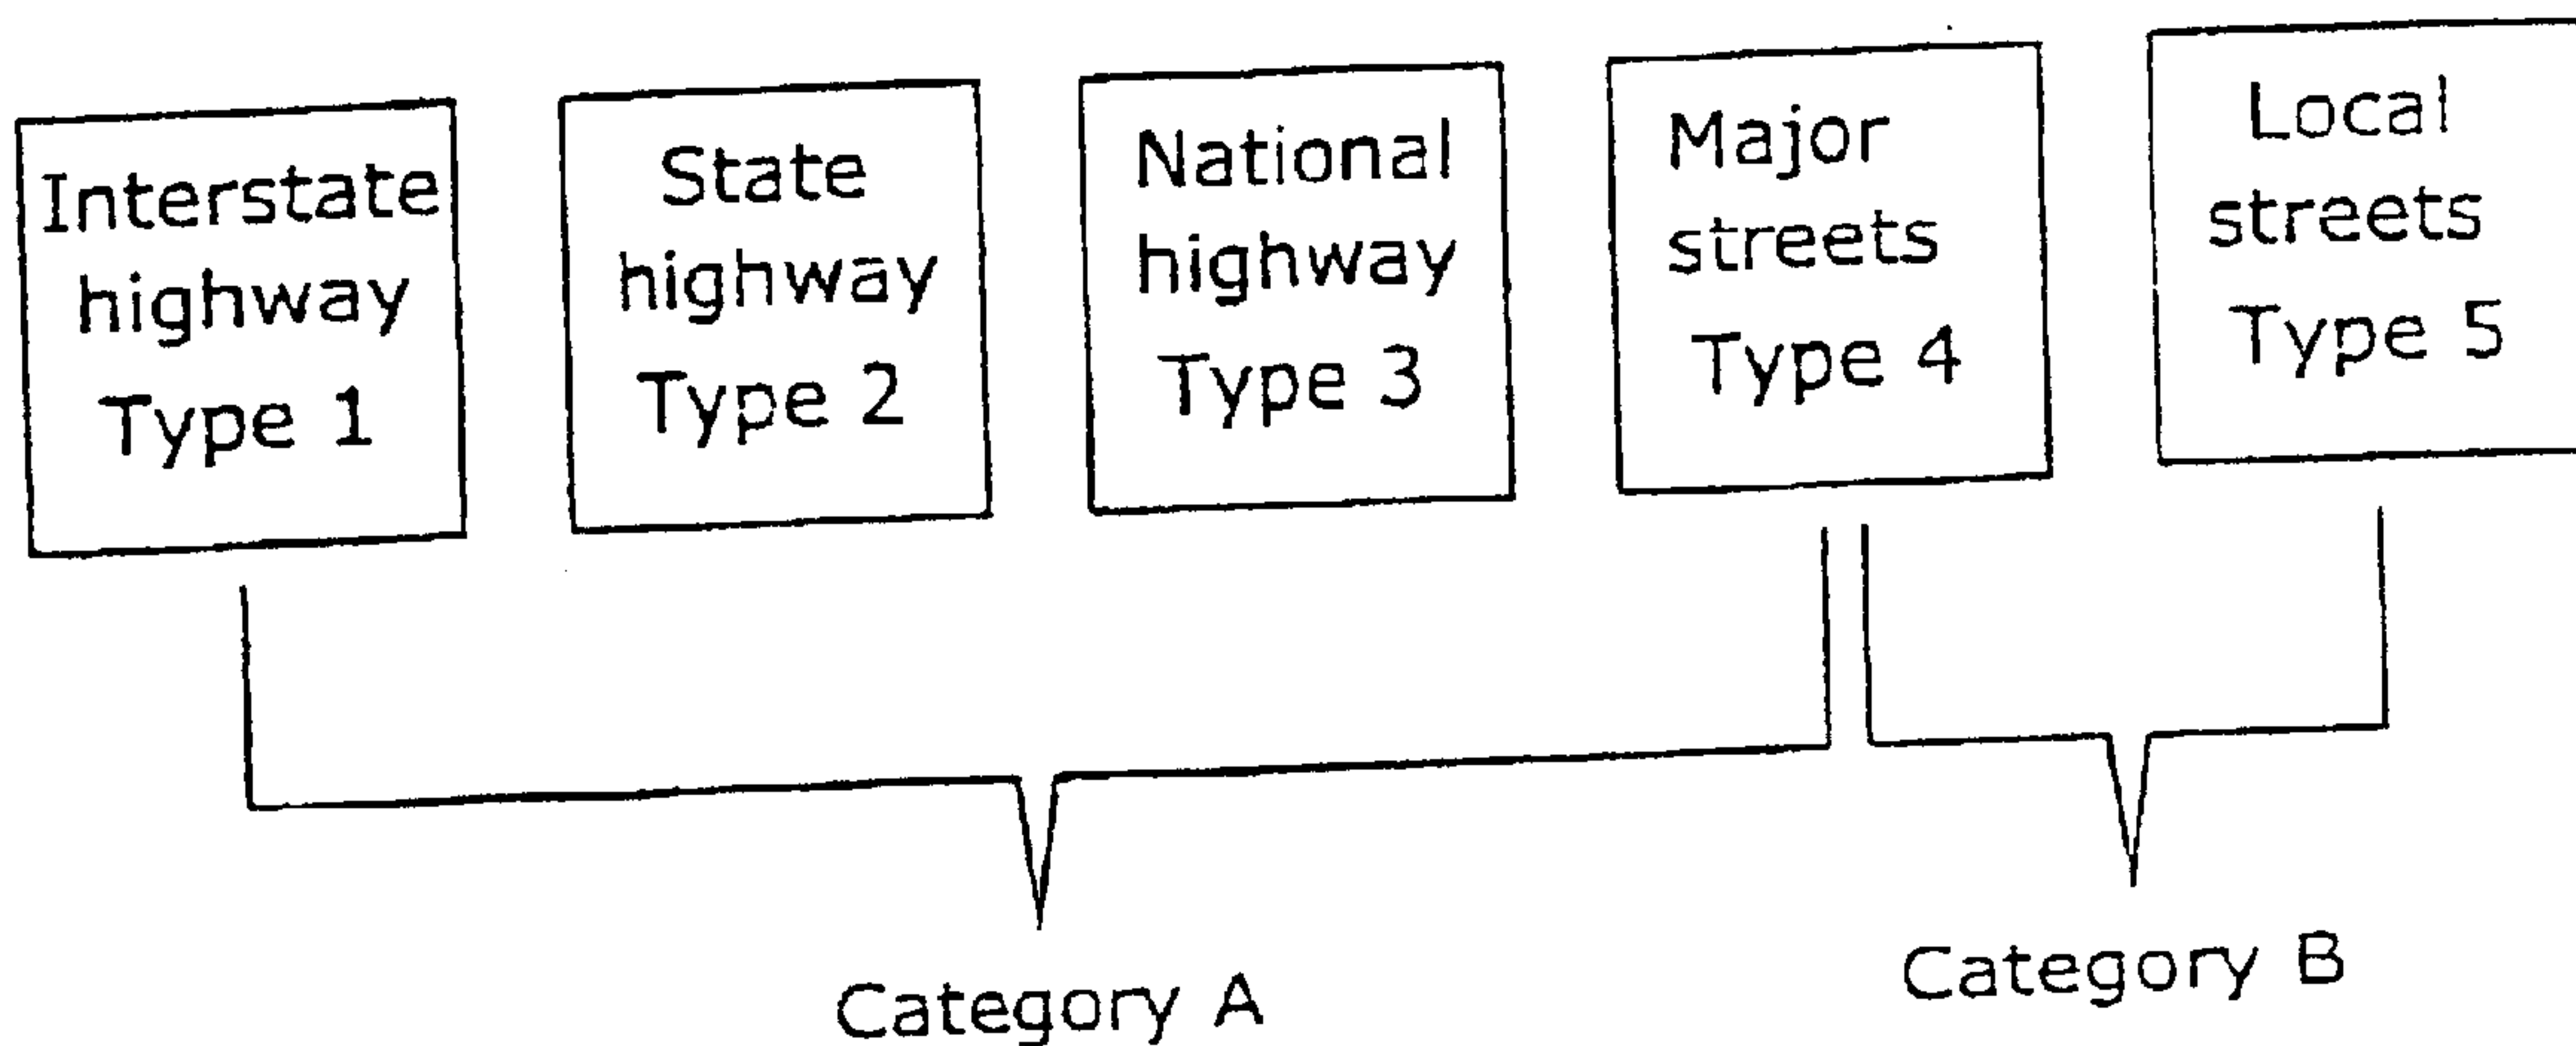 Interstate
highway
Type 1
State
highway
Type 2
National
highway
Type 3
Major
streets
Type 4
Local
streets
Type 5
Category A
Category B